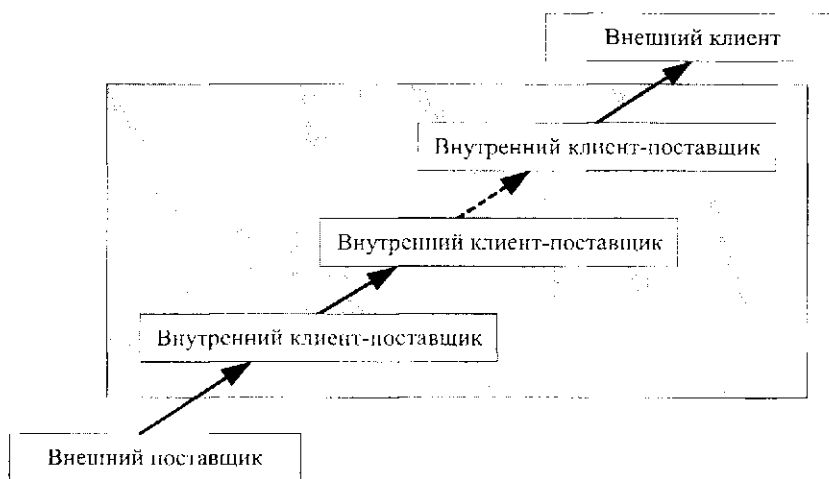 Внешний клиент
Внутренний клиент-поставщик
Внутренний клиент-поставщик
Внутренний клиент-поставщик
Внешний поставщик